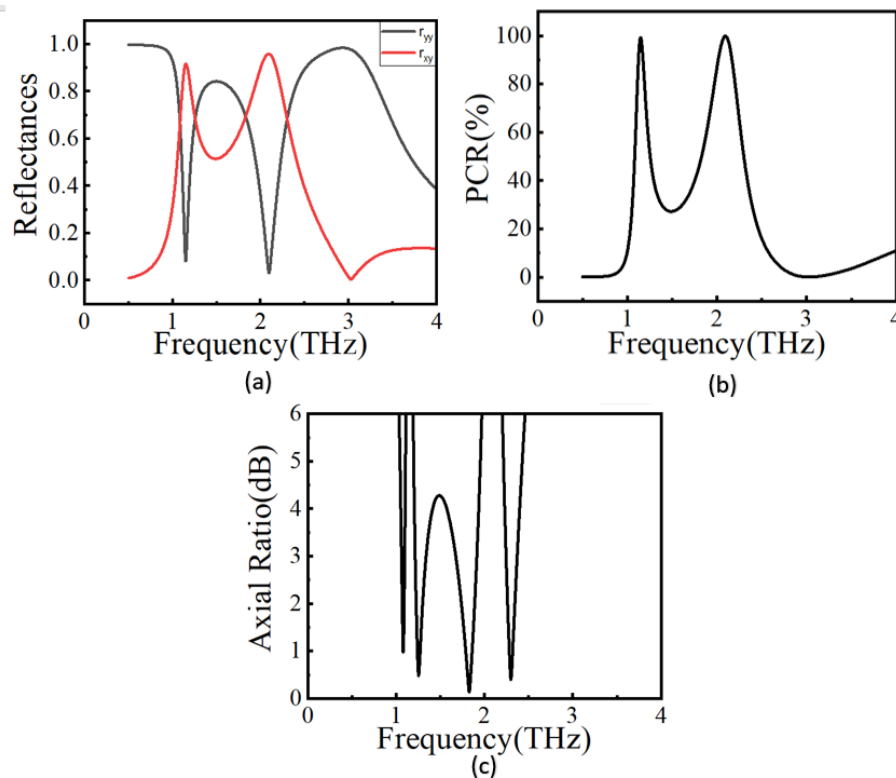 r_yy
r_xy
1.0
0.8
0.6
0.4
0.2
0.0
Reflectances
0 1 2 3 4
Frequency(THz)
(a)
100
80
60
40
20
0
PCR(%)
0 1 2 3 4
Frequency(THz)
(b)
6
5
4
3
2
1
0
Axial Ratio(dB)
0 1 2 3 4
Frequency(THz)
(c)